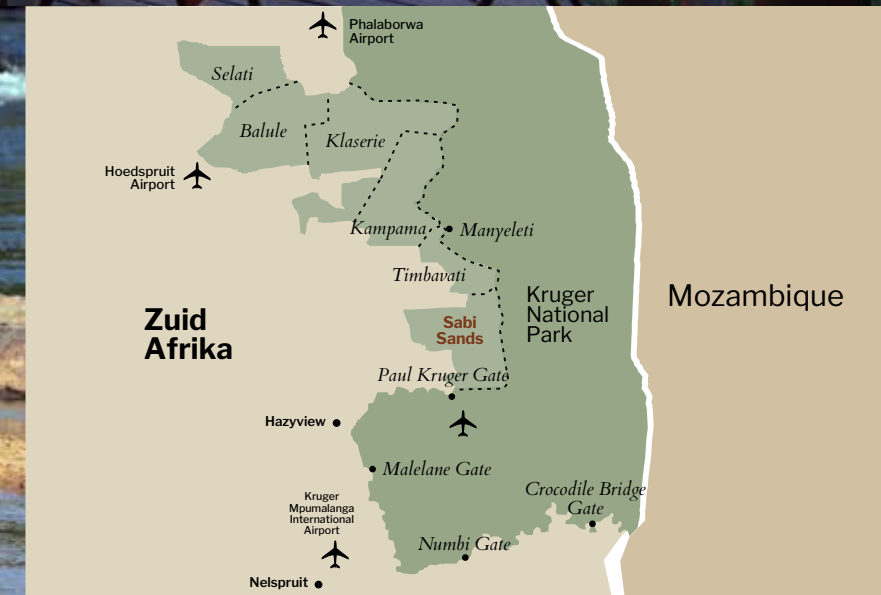 Phalaborwa
Airport
Selati
Balule
Klaserie
Hoedspruit
Airport
Kampama
Manyeleti
Timbavati
Kruger
National
Park
Mozambique
Zuid
Afrika
Sabi
Sands
Paul Kruger Gate
Hazyview
Malelane Gate
Crocodile Bridge
Gate
Kruger
Mpumalanga
International
Airport
Numbi Gate
Nelspruit